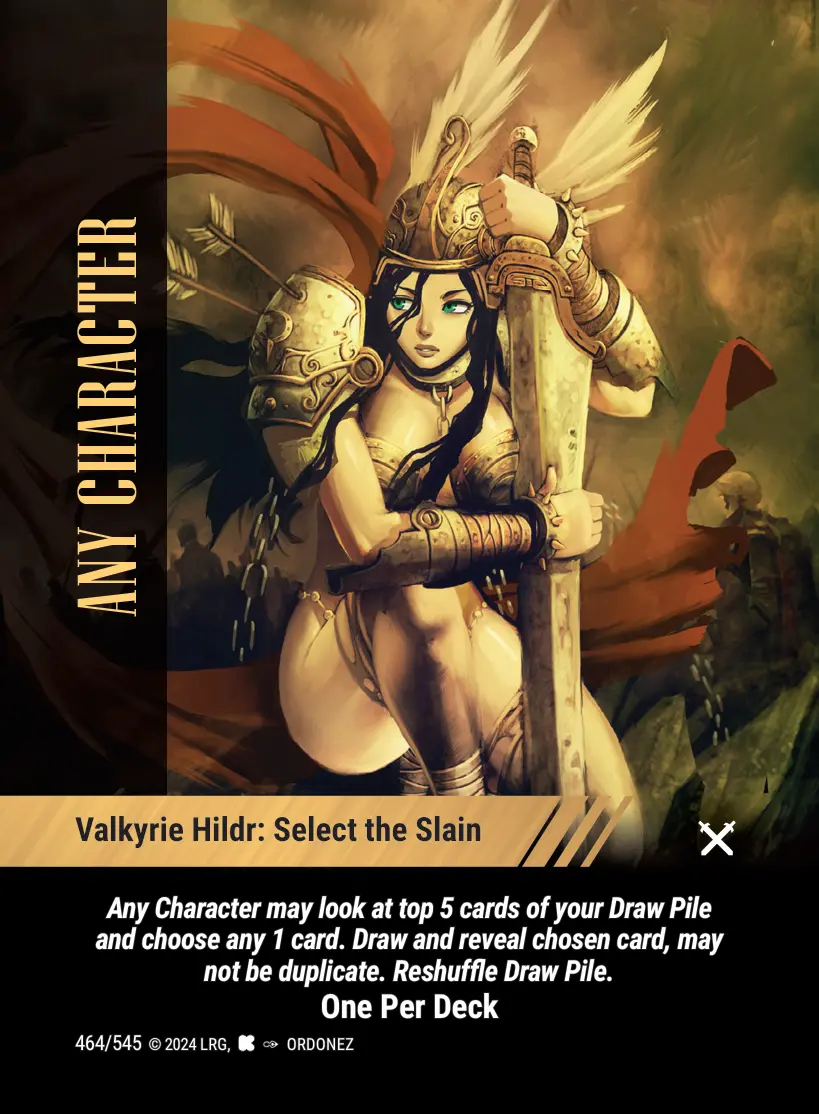 ANY CHARACTER
Valkyrie Hildr: Select the Slain
Any Character may look at top 5 cards of your Draw Pile
and choose any 1 card. Draw and reveal chosen card, may
not be duplicate. Reshuffle Draw Pile.
One Per Deck
464/545 © 2024 LRG, ORDONEZ